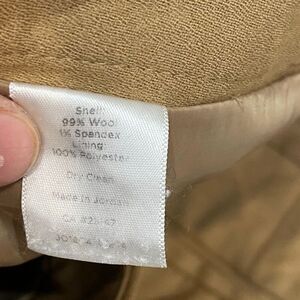 Shell:
99% Wool
1% Spandex
Lining:
100% Polyester
Dry Clean
Made in Jordan